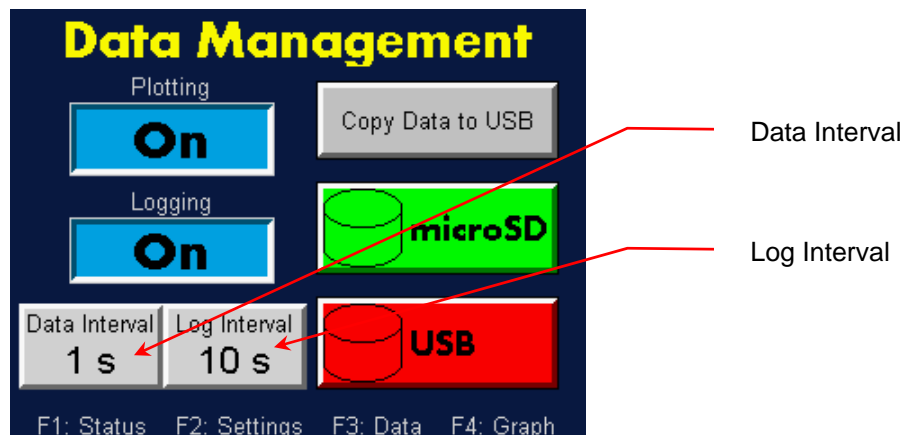 Data Management
Plotting
On
Copy Data to USB
Data Interval
Logging
On
microSD
Log Interval
Data Interval
1 s
Log Interval
10 s
USB
F1: Status F2: Settings F3: Data F4: Graph